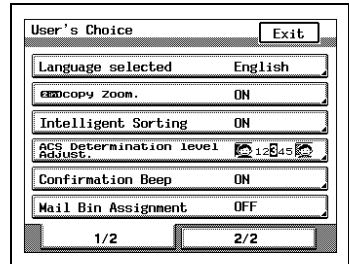 User's Choice
Exit
Language selected English
2in1 copy Zoom. ON
Intelligent Sorting ON
ACS Determination level
Adjust. 12345
Confirmation Beep ON
Mail Bin Assignment OFF
1/2 2/2